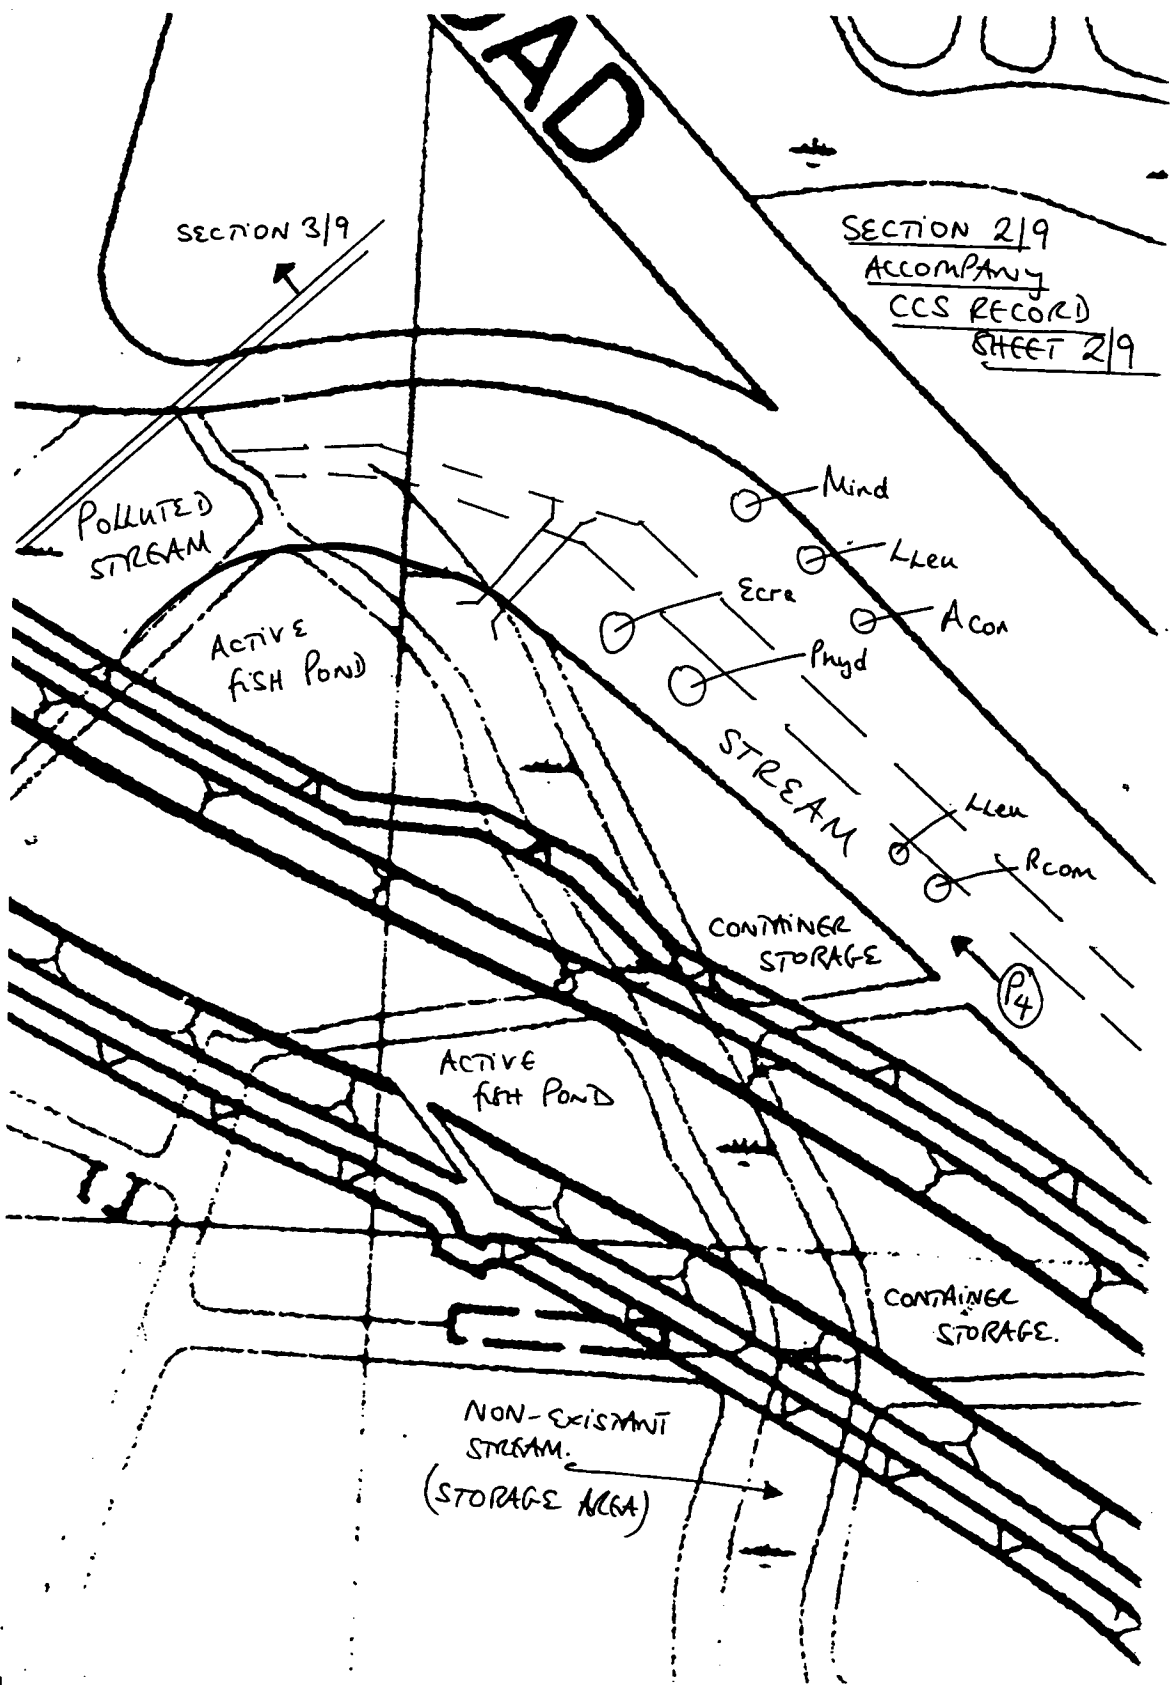 OAD
SECTION 3/9
SECTION 2/9
ACCOMPANY
CCS RECORD
SHEET 2/9
Mind
LLeu
Acon
Ecra
Phyd
POLLUTED
STREAM
ACTIVE
FISH POND
STREAM
LLeu
Rcom
CONTAINER
STORAGE
P4
ACTIVE
FISH POND
CONTAINER
STORAGE.
NON-EXISTANT
STREAM.
(STORAGE AREA)